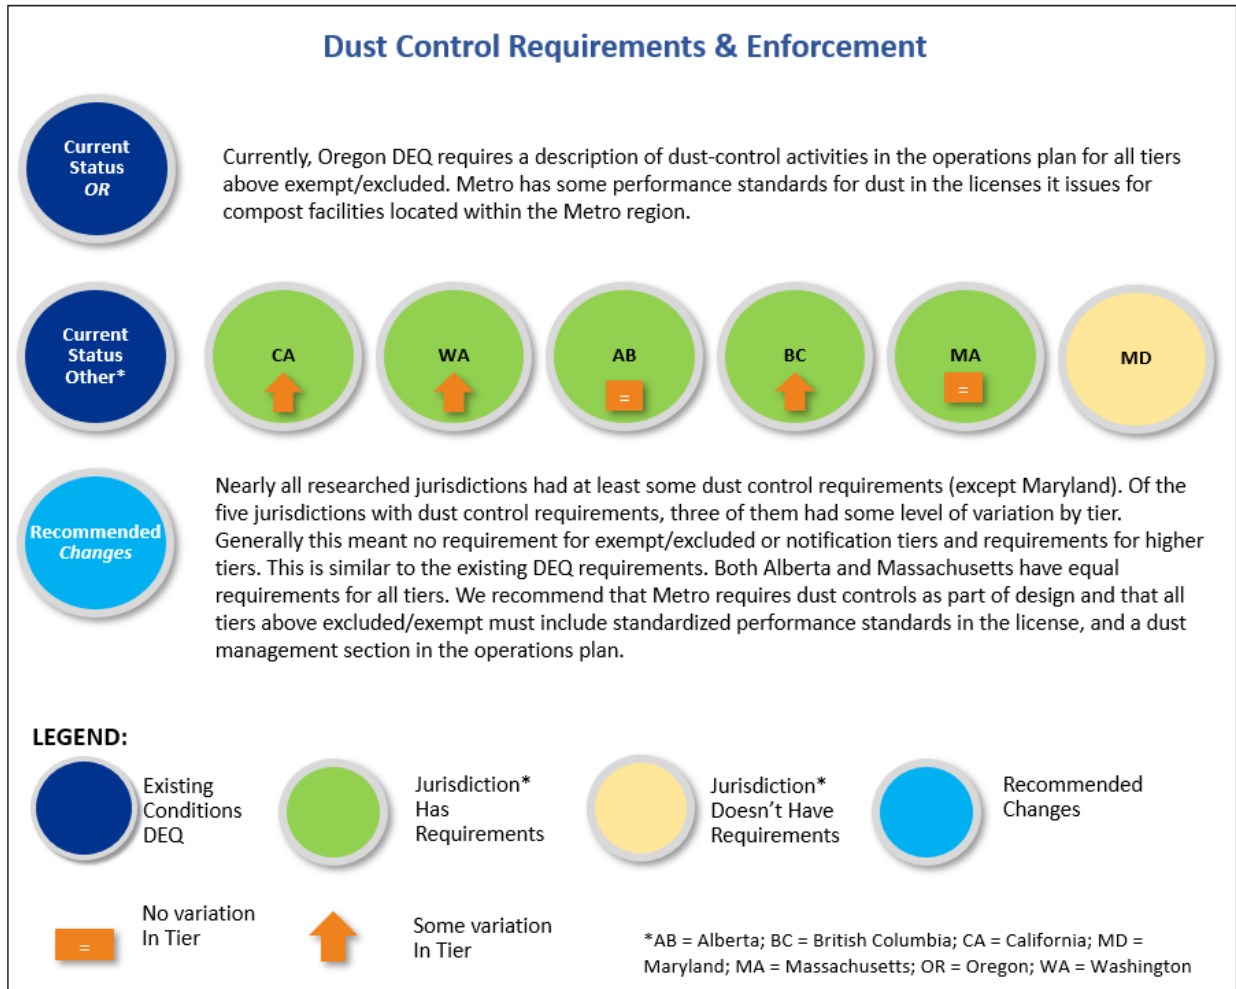 Dust Control Requirements & Enforcement
Current
Status
OR
Currently, Oregon DEQ requires a description of dust-control activities in the operations plan for all tiers
above exempt/excluded. Metro has some performance standards for dust in the licenses it issues for
compost facilities located within the Metro region.
Current
Status
Other*
CA
WA
AB
=
BC
MA
=
MD
Recommended
Changes
Nearly all researched jurisdictions had at least some dust control requirements (except Maryland). Of the
five jurisdictions with dust control requirements, three of them had some level of variation by tier.
Generally this meant no requirement for exempt/excluded or notification tiers and requirements for higher
tiers. This is similar to the existing DEQ requirements. Both Alberta and Massachusetts have equal
requirements for all tiers. We recommend that Metro requires dust controls as part of design and that all
tiers above excluded/exempt must include standardized performance standards in the license, and a dust
management section in the operations plan.
LEGEND:
Existing
Conditions
DEQ
Jurisdiction*
Has
Requirements
Jurisdiction*
Doesn't Have
Requirements
Recommended
Changes
=
No variation
In Tier
Some variation
In Tier
*AB = Alberta; BC = British Columbia; CA = California; MD =
Maryland; MA = Massachusetts; OR = Oregon; WA = Washington